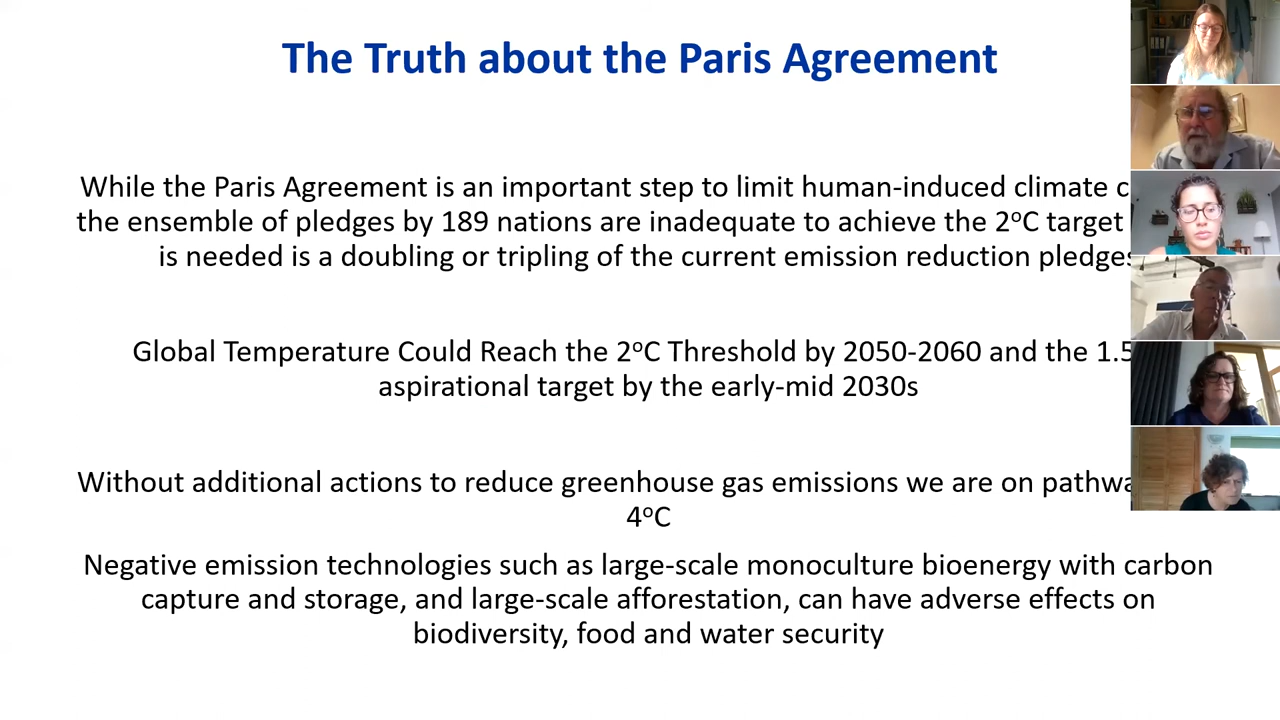 The Truth about the Paris Agreement
While the Paris Agreement is an important step to limit human-induced climate
the ensemble of pledges by 189 nations are inadequate to achieve the 2ºC target
is needed is a doubling or tripling of the current emission reduction pledges
Global Temperature Could Reach the 2ºC Threshold by 2050-2060 and the 1.5
aspirational target by the early-mid 2030s
Without additional actions to reduce greenhouse gas emissions we are on
4ºC
Negative emission technologies such as large-scale monoculture bioenergy with carbon
capture and storage, and large-scale afforestation, can have adverse effects on
biodiversity, food and water security